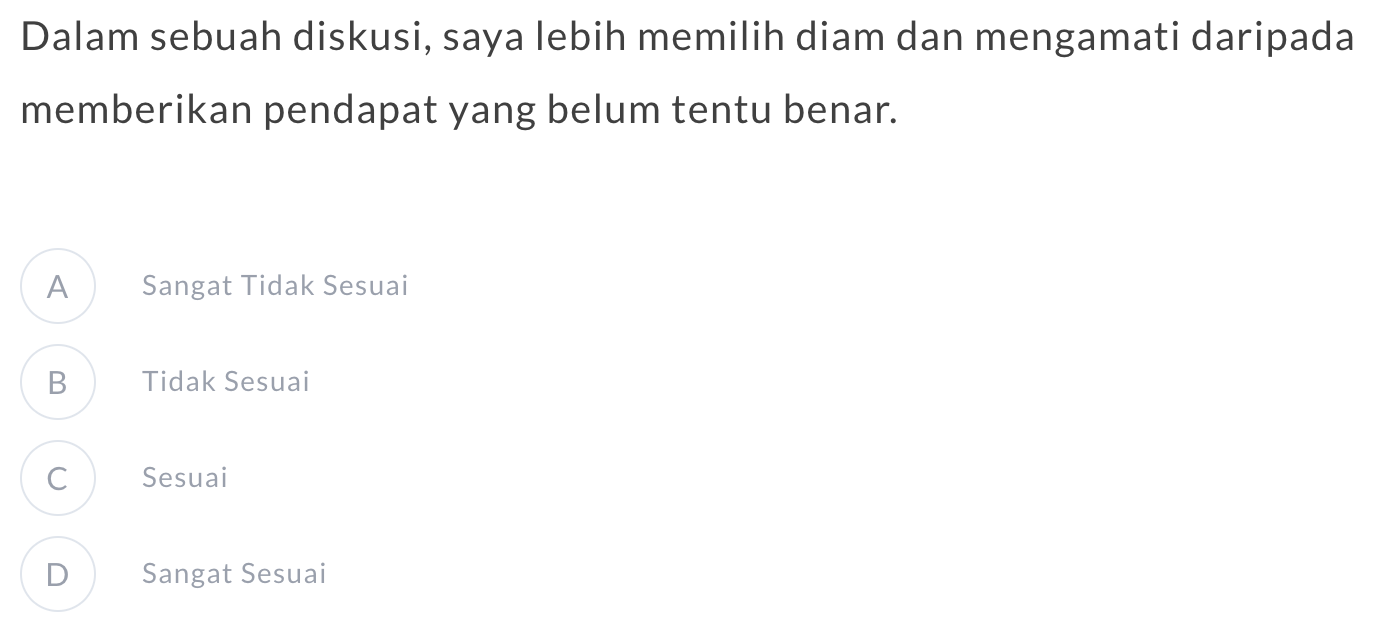 Dalam sebuah diskusi, saya lebih memilih diam dan mengamati daripada
memberikan pendapat yang belum tentu benar.
A Sangat Tidak Sesuai
B Tidak Sesuai
C Sesuai
D Sangat Sesuai